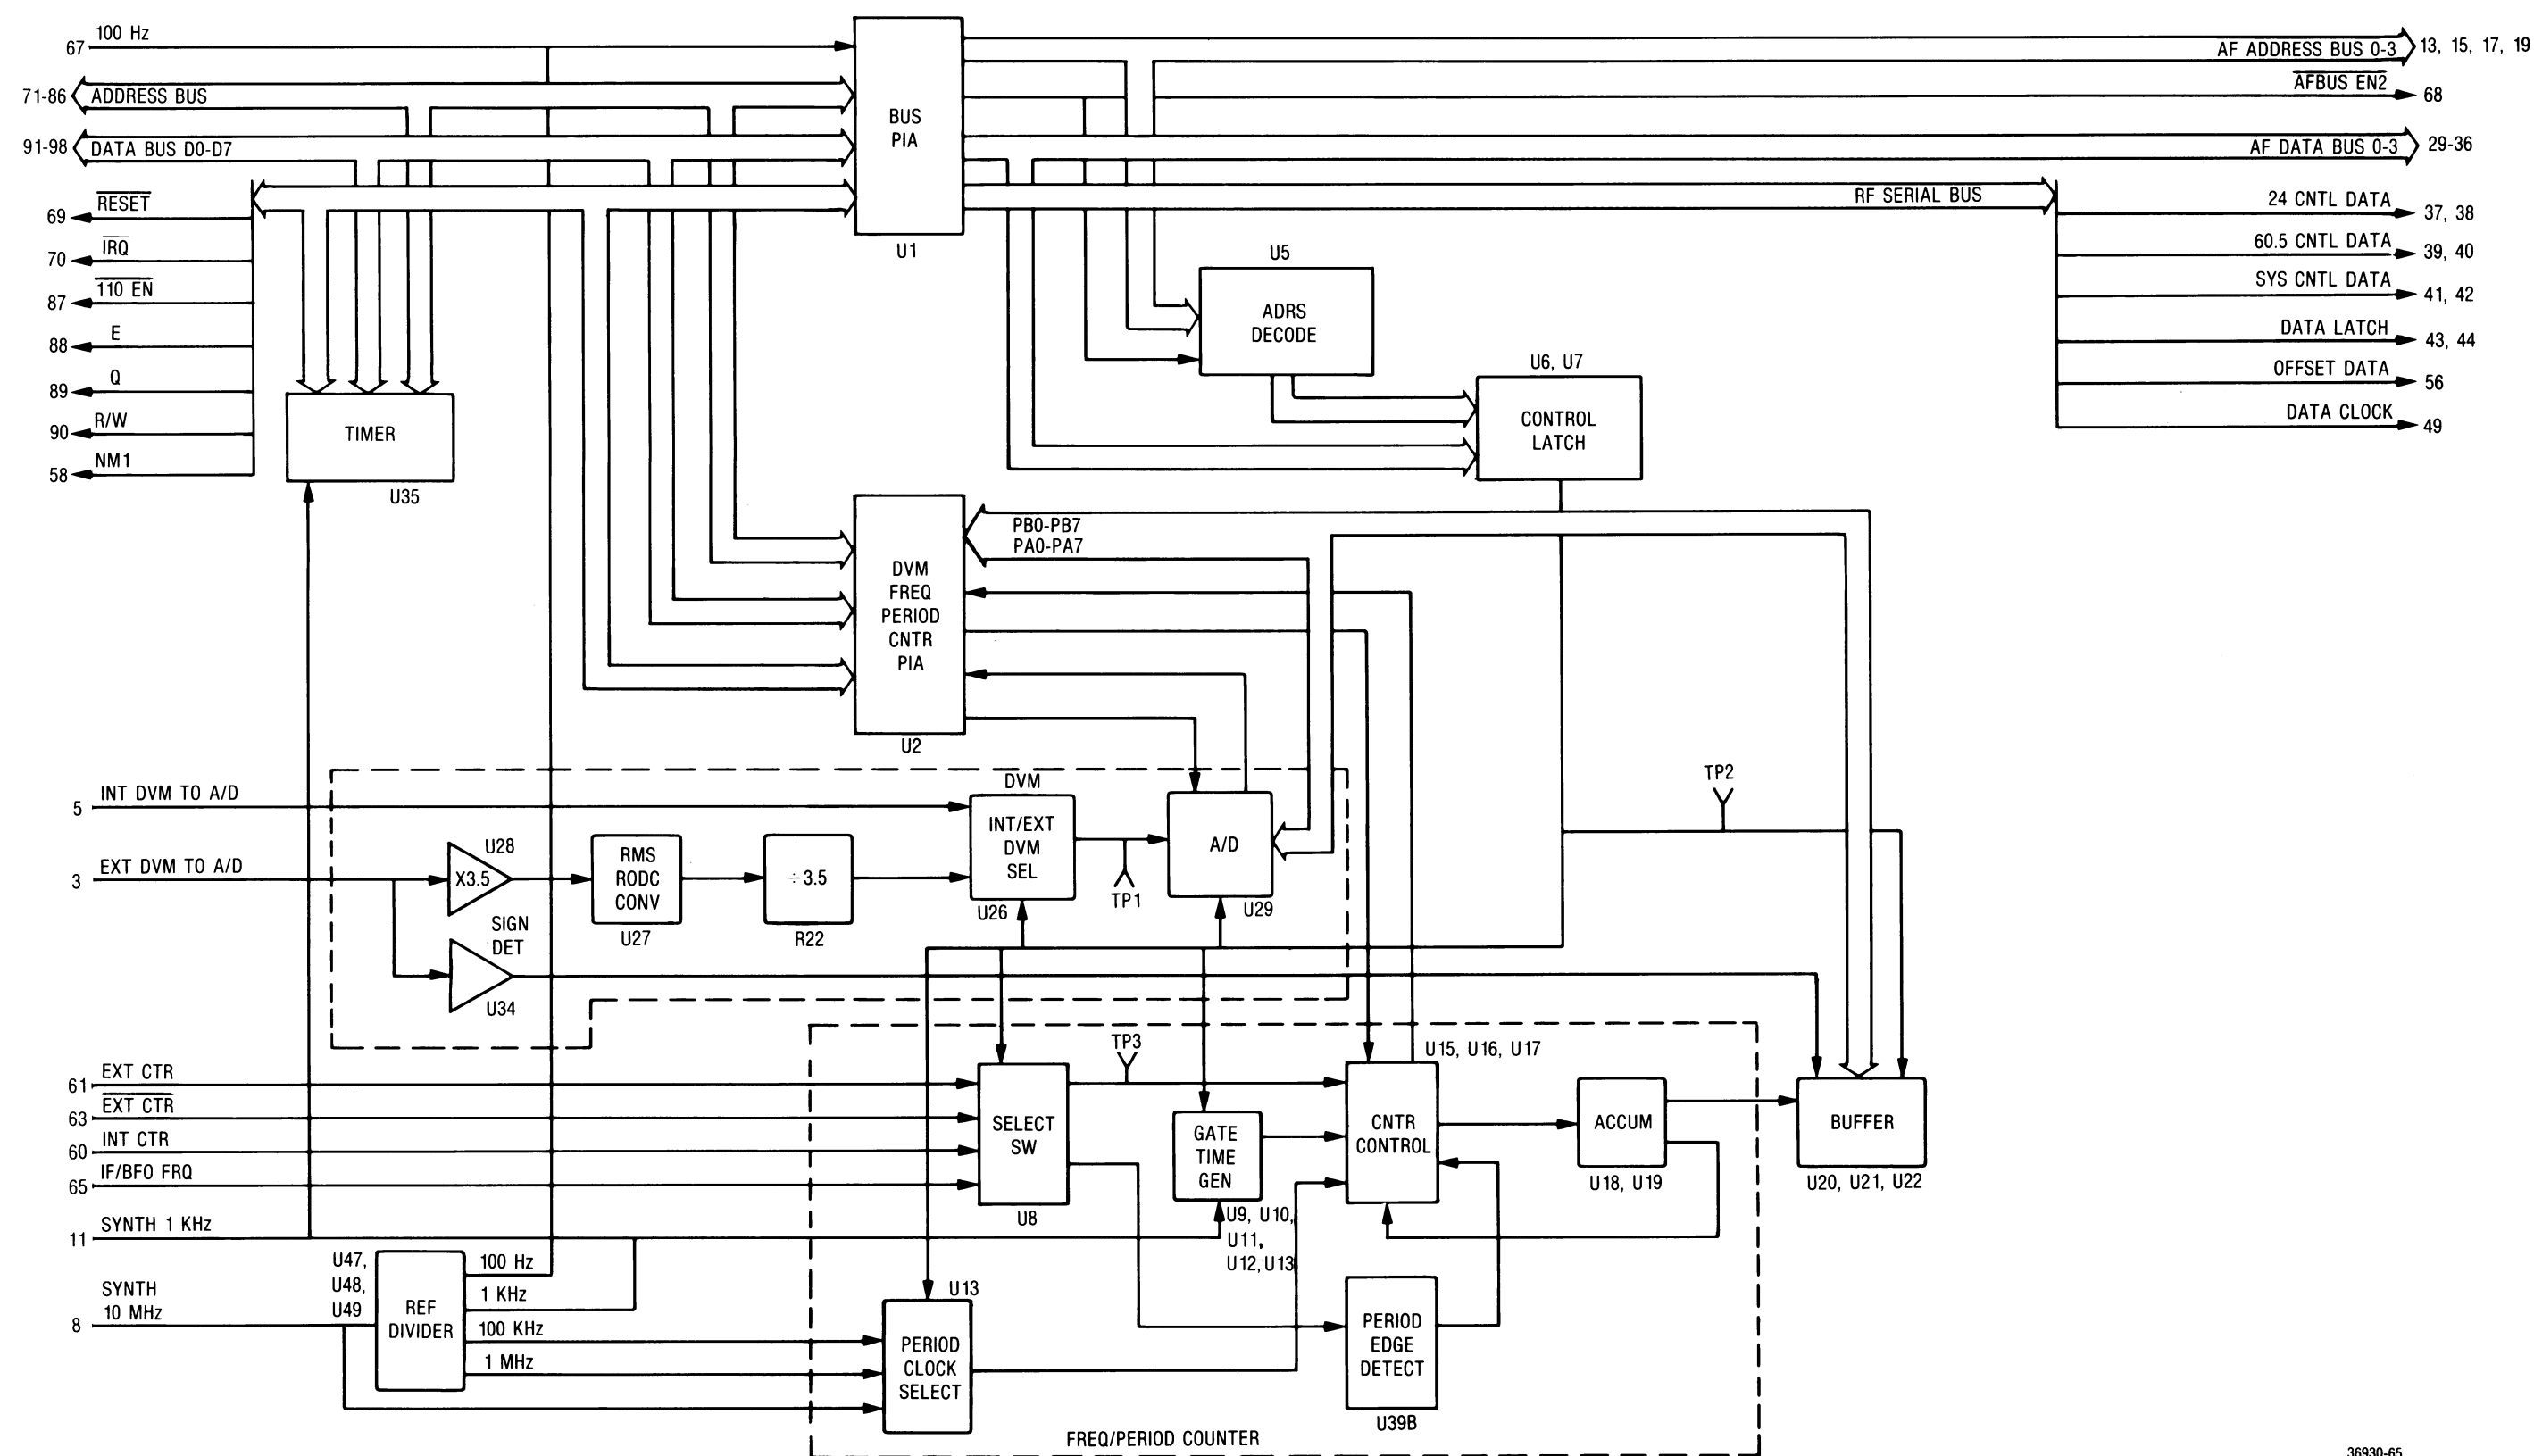 67
100 Hz
71-86
ADDRESS BUS
91-98
DATA BUS D0-D7
69
RESET
70
IRQ
87
110 EN
88
E
89
Q
90
R/W
58
NM1
TIMER
U35
BUS
PIA
U1
AF ADDRESS BUS 0-3
13, 15, 17, 19
AFBUS EN2
68
AF DATA BUS 0-3
29-36
RF SERIAL BUS
24 CNTL DATA
37, 38
60.5 CNTL DATA
39, 40
SYS CNTL DATA
41, 42
DATA LATCH
43, 44
OFFSET DATA
56
DATA CLOCK
49
U5
ADRS
DECODE
U6, U7
CONTROL
LATCH
DVM
FREQ
PERIOD
CNTR
PIA
U2
PB0-PB7
PA0-PA7
5
INT DVM TO A/D
3
EXT DVM TO A/D
U28
X3.5
SIGN
DET
U34
RMS
RODC
CONV
U27
÷3.5
R22
DVM
INT/EXT
DVM
SEL
U26
TP1
A/D
U29
TP2
61
EXT CTR
63
EXT CTR
60
INT CTR
65
IF/BFO FRQ
11
SYNTH 1 KHz
8
SYNTH
10 MHz
U47,
U48,
U49
REF
DIVIDER
100 Hz
1 KHz
100 KHz
1 MHz
U13
PERIOD
CLOCK
SELECT
SELECT
SW
U8
TP3
GATE
TIME
GEN
U9, U10,
U11,
U12, U13
U15, U16, U17
CNTR
CONTROL
PERIOD
EDGE
DETECT
U39B
ACCUM
U18, U19
BUFFER
U20, U21, U22
FREQ/PERIOD COUNTER
36930-65